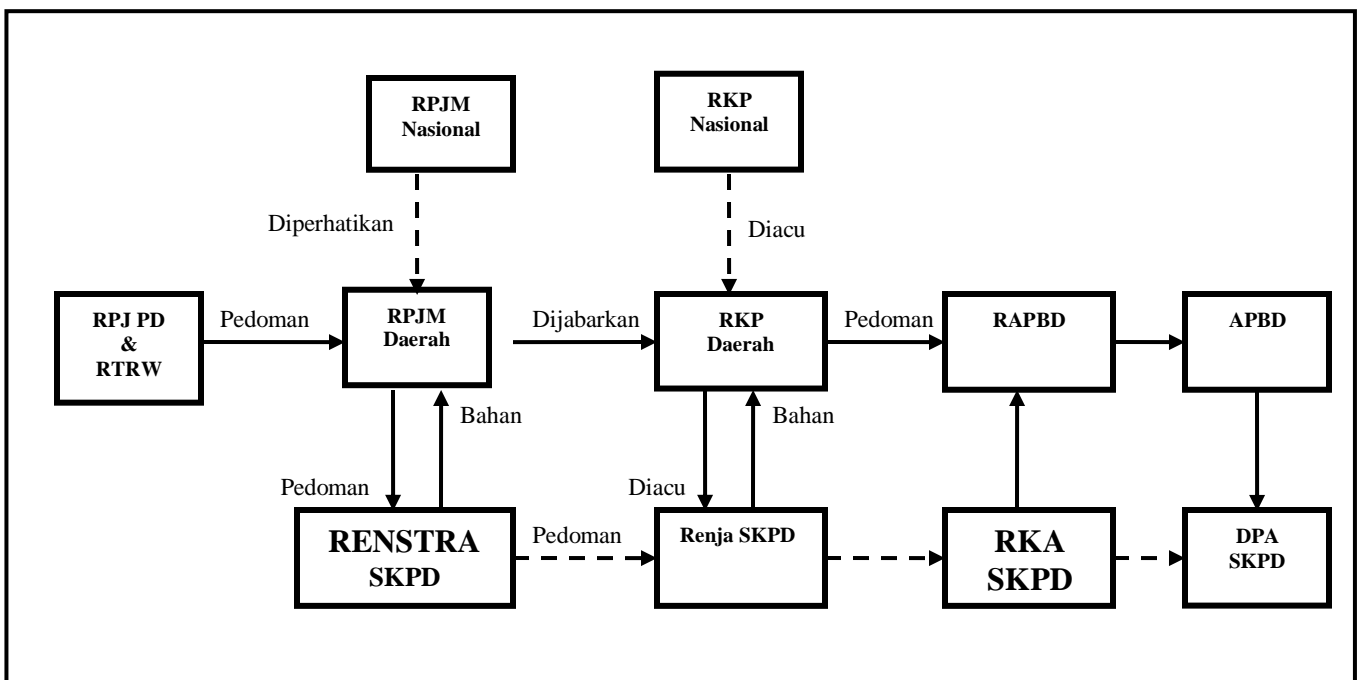 RPJM
Nasional
RKP
Nasional
Diperhatikan
Diacu
RPJ PD
&
RTRW
Pedoman
RPJM
Daerah
Dijabarkan
RKP
Daerah
Pedoman
RAPBD
APBD
Bahan
Bahan
Pedoman
Diacu
RENSTRA
SKPD
Pedoman
Renja SKPD
RKA
SKPD
DPA
SKPD